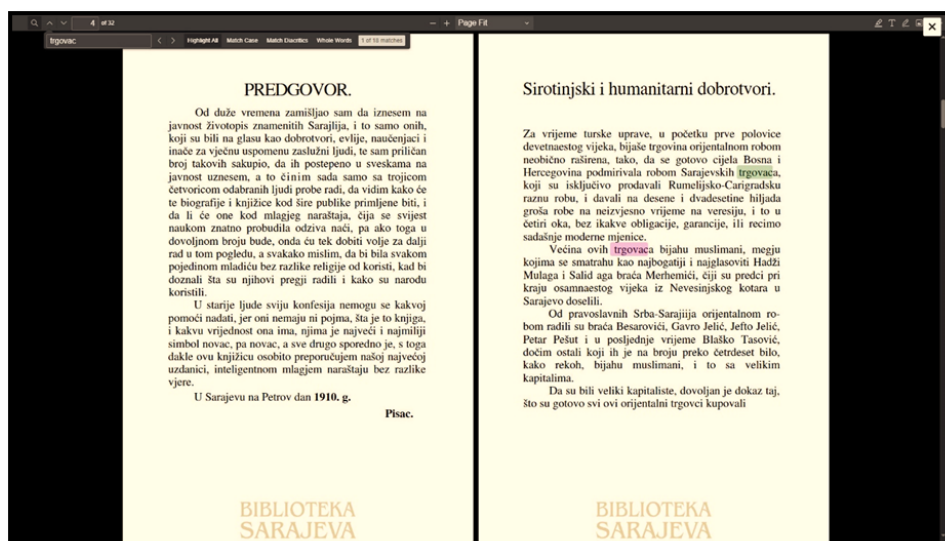 4 of 32
Page Fit
trgovac
Highlight All Match Case Match Diacritics Whole Words 1 of 10 matches
PREDGOVOR.
Od duže vremena zamišljao sam da iznesem na
javnost životopis znamenitih Sarajlija, i to samo onih,
koji su bili na glasu kao dobrotvori, evlije, naučenjaci i
inače za vječnu uspomenu zaslužni ljudi, te sam priličan
broj takovih sakupio, da ih postepeno u sveskama na
javnost uznesem, a to činim sada samo sa trojicom
četvoricom odabranih ljudi probe radi, da vidim kako će
te biografije i knjižice kod šire publike primljene biti, i
da li će one kod mlagjeg naraštaja, čija se svijest
naukom znatno probudila odziva naći, pa ako toga u
dovoljnom broju bude, onda ću tek dobiti volje za dalji
rad u tom pogledu, a svakako mislim, da bi bila svakom
pojedinom mladiću bez razlike religije od koristi, kad bi
doznali šta su njihovi pregji radili i kako su narodu
koristili.
U starije ljude sviju konfesija nemogu se kakvoj
pomoći nadati, jer oni nemaju ni pojma, šta je to knjiga,
i kakvu vrijednost ona ima, njima je najveći i najmiliji
simbol novac, pa novac, a sve drugo sporedno je, s toga
dakle ovu knjižicu osobito preporučujem našoj najvećoj
uzdanici, inteligentnom mlagjem naraštaju bez razlike
vjere.
U Sarajevu na Petrov dan 1910. g.
Pisac.
BIBLIOTEKA
SARAJEVA
Sirotinjski i humanitarni dobrotvori.
Za vrijeme turske uprave, u početku prve polovice
devetnaestog vijeka, bijaše trgovina orijentalnom robom
neobično raširena, tako, da se gotovo cijela Bosna i
Hercegovina podmirivala robom Sarajevskih trgovaca,
koji su isključivo prodavali Rumelijsko-Carigradsku
raznu robu, i davali na desene i dvadesetine hiljada
groša robe na neizvjesno vrijeme na veresiju, i to u
četiri oka, bez ikakve obligacije, garancije, ili recimo
sadašnje moderne mjenice.
Većina ovih trgovaca bijahu muslimani, megju
kojima se smatrahu kao najbogatiji i najglasoviti Hadži
Mulaga i Salid aga braća Merhemići, čiji su predci pri
kraju osamnaestog vijeka iz Nevesinjskog kotara u
Sarajevo doselili.
Od pravoslavnih Srba-Sarajiija orijentalnom ro-
bom radili su braća Besarovići, Gavro Jelić, Jefto Jelić,
Petar Pešut i u posljednje vrijeme Blaško Tasović,
dočim ostali koji ih je na broju preko četrdeset bilo,
kako rekoh, bijahu muslimani, i to sa velikim
kapitalima.
Da su bili veliki kapitaliste, dovoljan je dokaz taj,
što su gotovo svi ovi orijentalni trgovci kupovali
BIBLIOTEKA
SARAJEVA